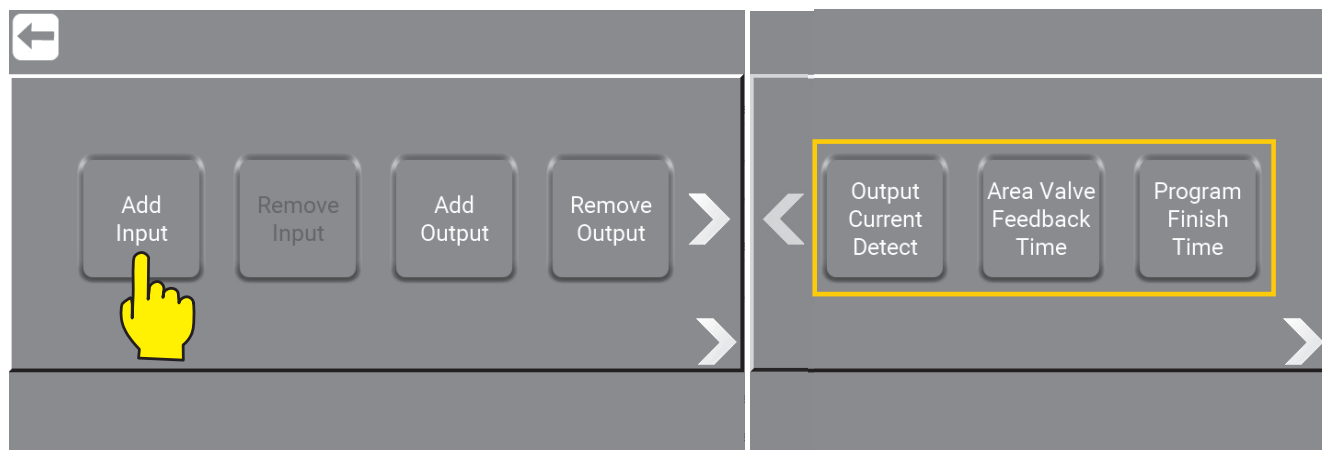 Add
Input
Remove
Input
Add
Output
Remove
Output
Output
Current
Detect
Area Valve
Feedback
Time
Program
Finish
Time